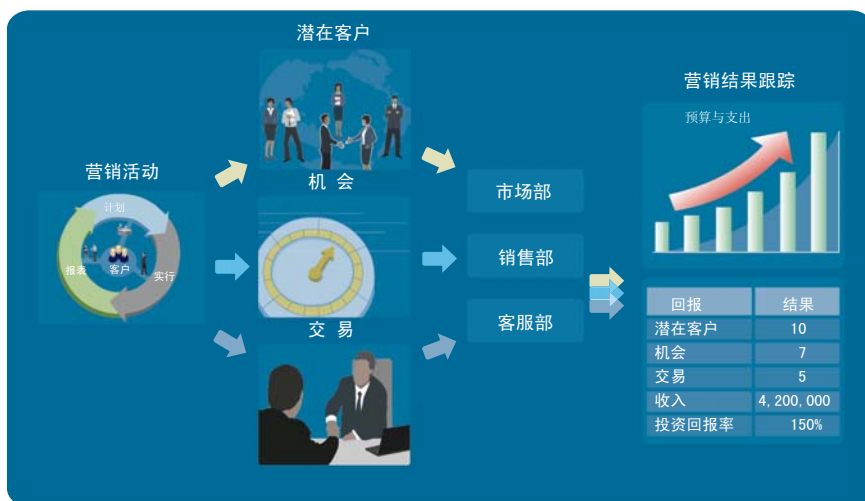 潜在客户
营销活动
计划
报表
客户
实行
机 会
交 易
市场部
销售部
客服部
营销结果跟踪
预算与支出
回报 结果
潜在客户 10
机会 7
交易 5
收入 4,200,000
投资回报率 150%